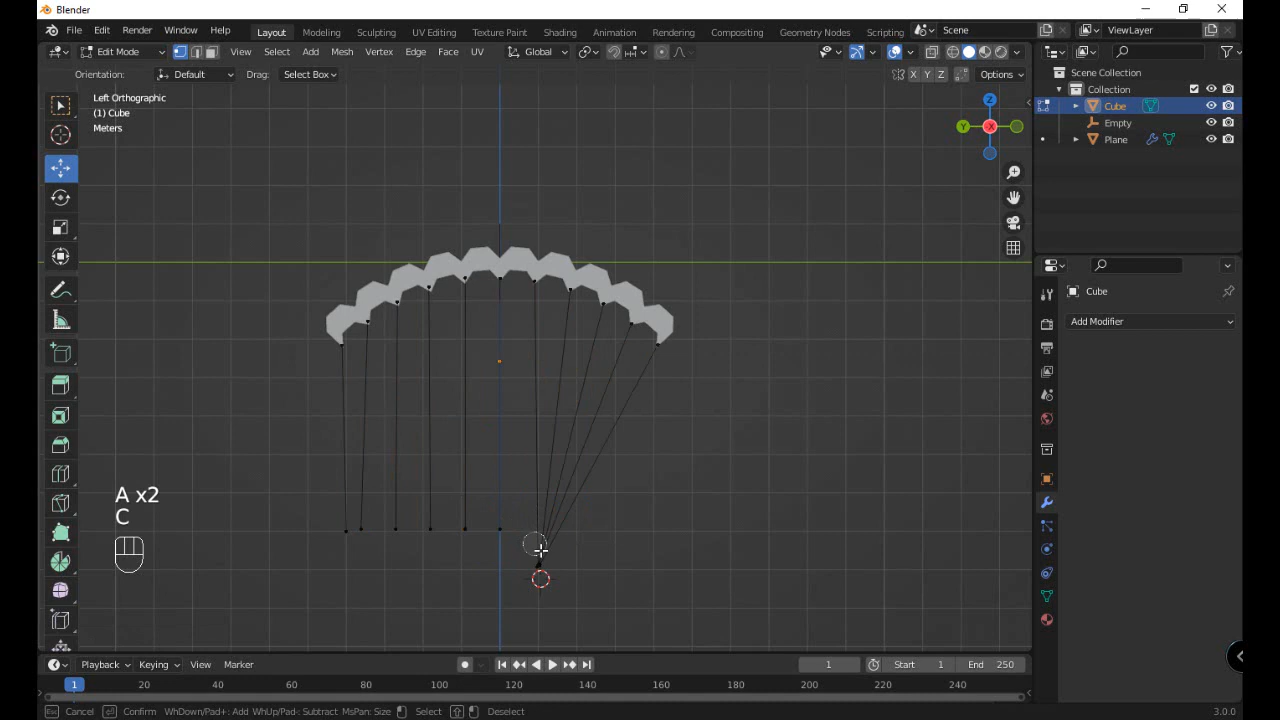 Blender
File Edit Render Window Help Layout Modeling Sculpting UV Editing Texture Paint Shading Animation Rendering Compositing Geometry Nodes Scripting Scene ViewLayer
Edit Mode View Select Add Mesh Vertex Edge Face UV Global
Orientation: Default Drag: Select Box X Y Z Options
Scene Collection
Collection
Cube
Empty
Plane
Left Orthographic
(1) Cube
Meters
Z
Y
-X
Cube
Add Modifier
A x2
C
Playback Keying View Marker 1 Start 1 End 250
1 20 40 60 80 100 120 140 160 180 200 220 240
Esc Cancel Confirm WhDown/Pad+: Add WhUp/Pad-: Subtract MsPan: Size Select Deselect 3.0.0